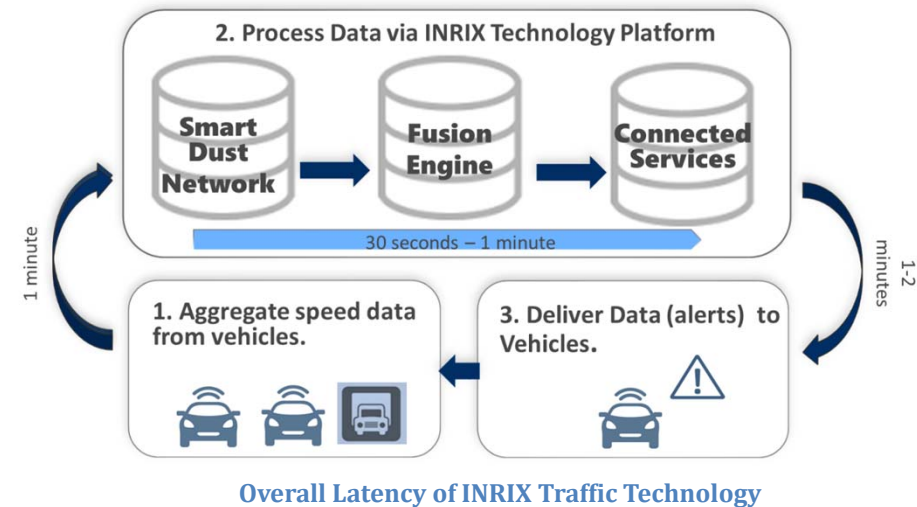 2. Process Data via INRIX Technology Platform
Smart
Dust
Network
Fusion
Engine
Connected
Services
30 seconds – 1 minute
1 minute
1-2
minutes
1. Aggregate speed data
from vehicles.
3. Deliver Data (alerts) to
Vehicles.
Overall Latency of INRIX Traffic Technology